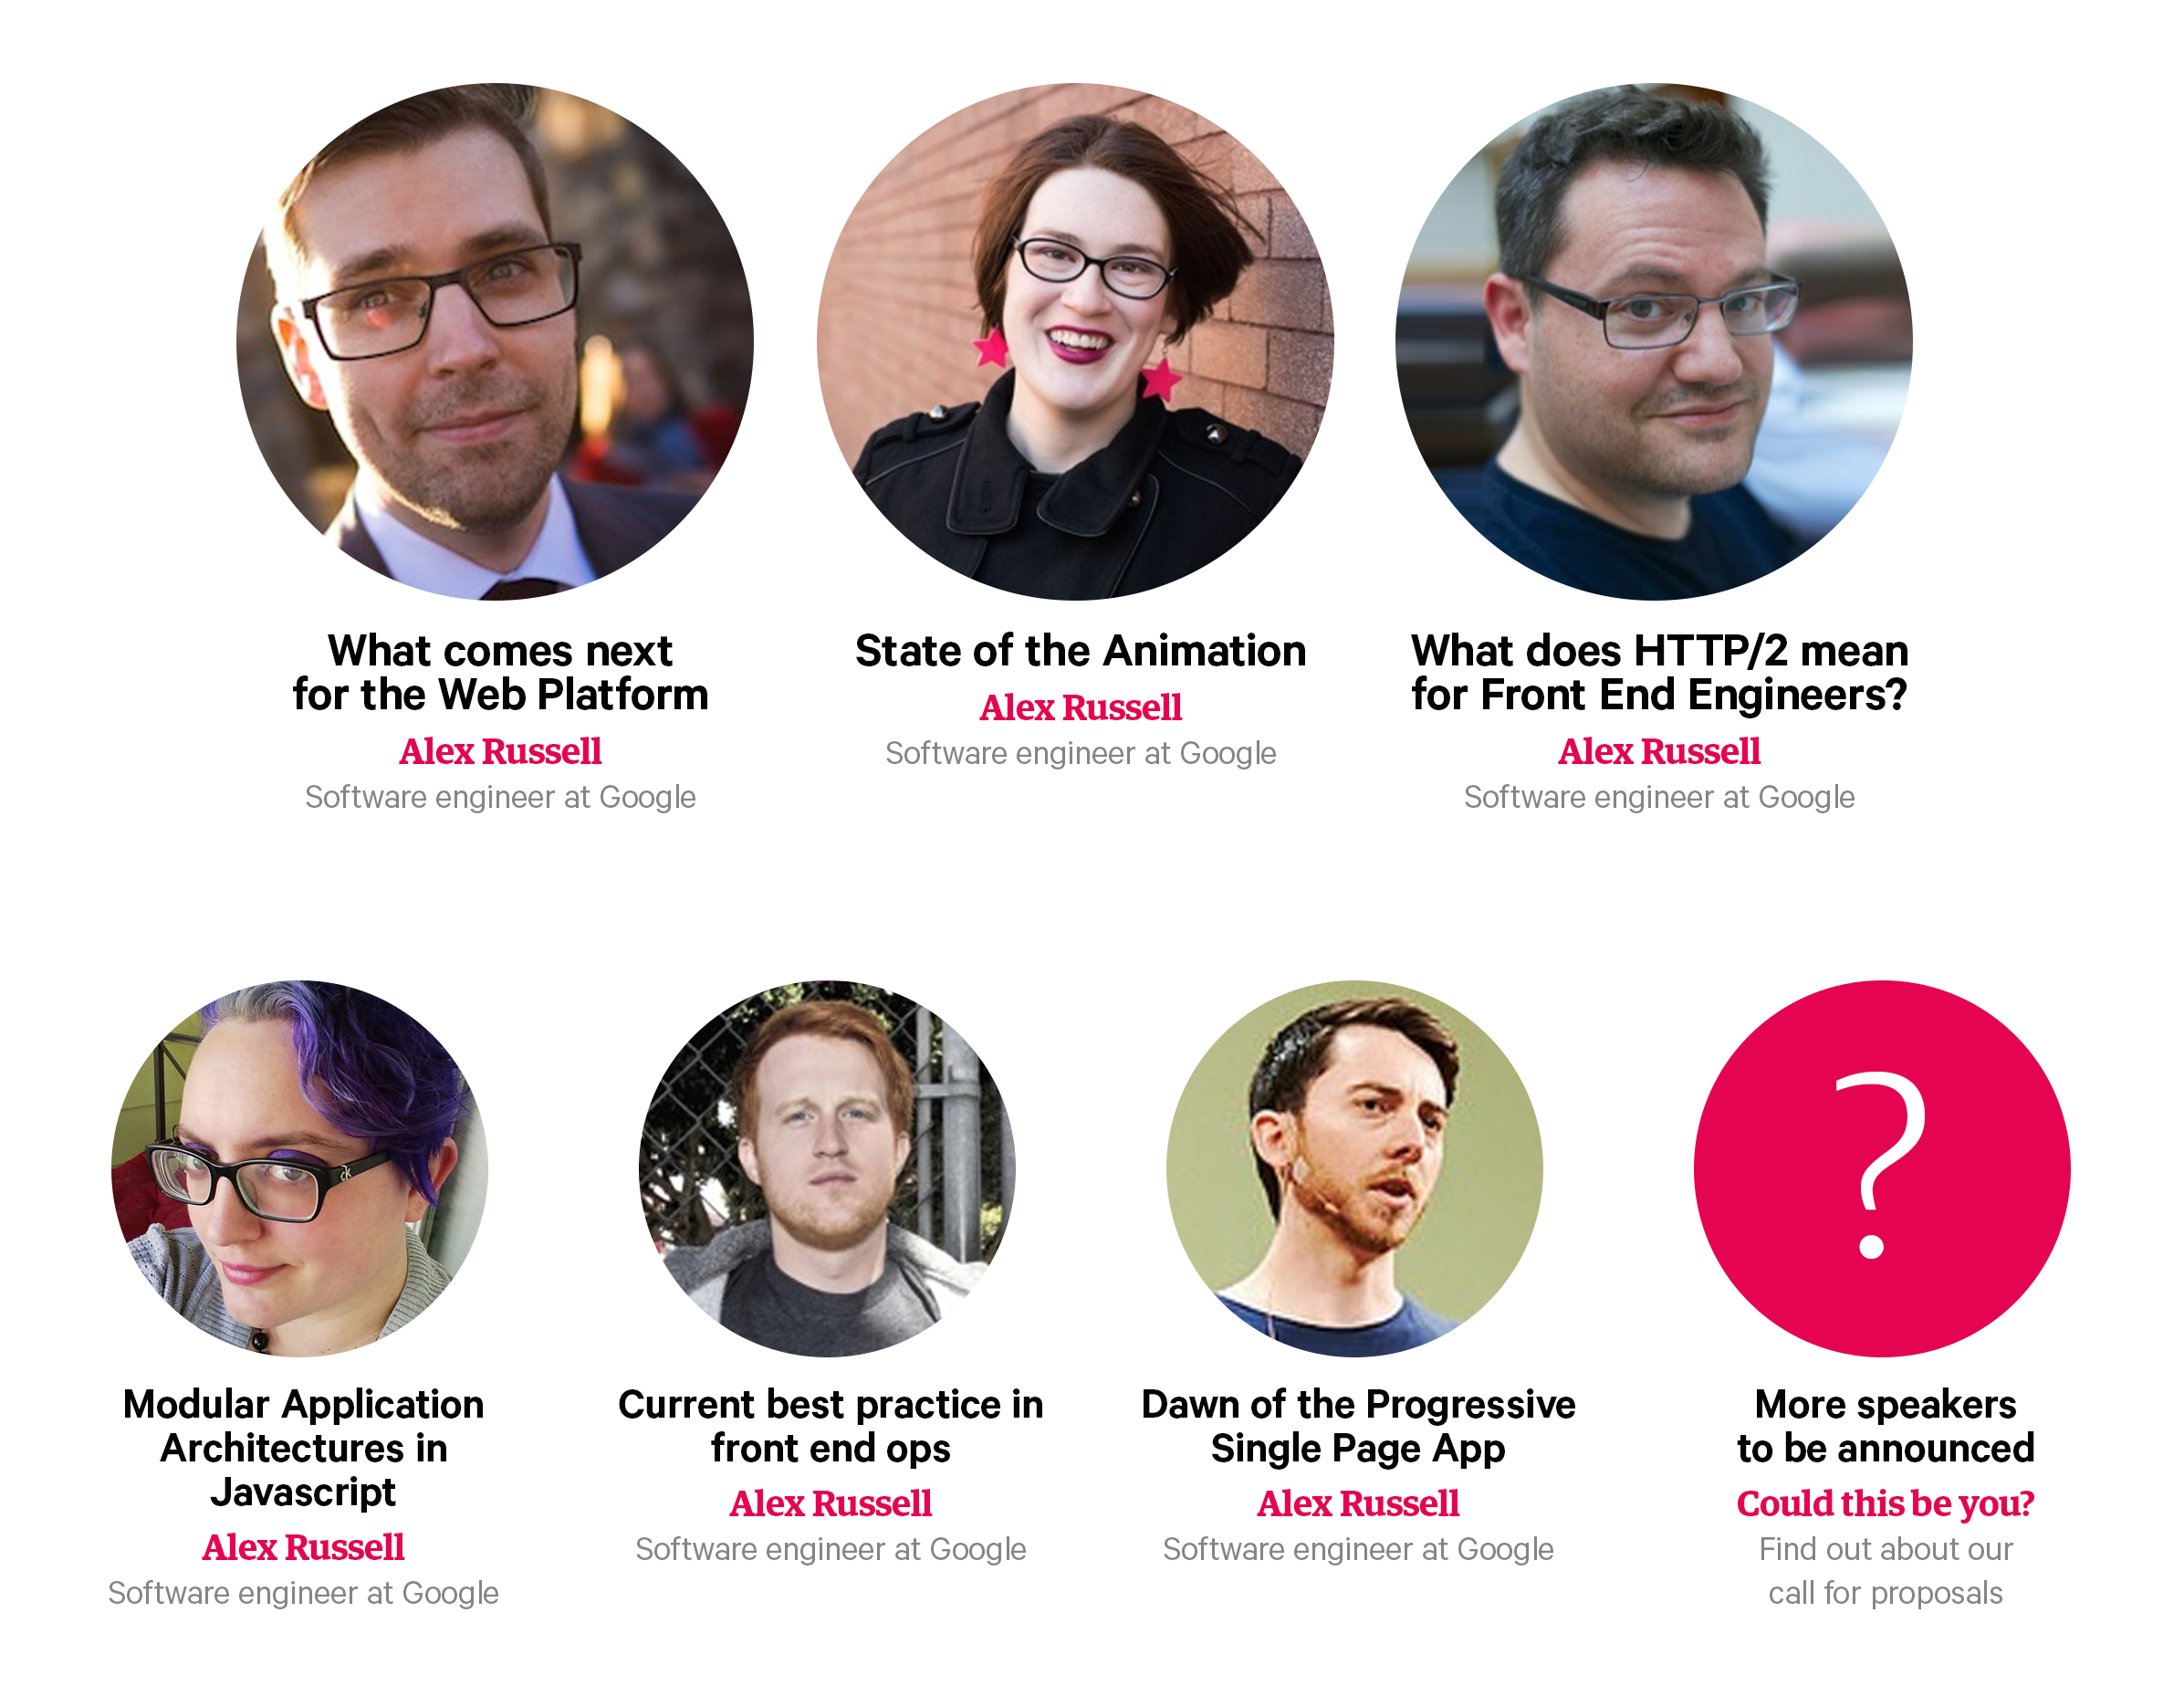 What comes next
for the Web Platform
Alex Russell
Software engineer at Google
State of the Animation
Alex Russell
Software engineer at Google
What does HTTP/2 mean
for Front End Engineers?
Alex Russell
Software engineer at Google
Modular Application
Architectures in
Javascript
Alex Russell
Software engineer at Google
Current best practice in
front end ops
Alex Russell
Software engineer at Google
Dawn of the Progressive
Single Page App
Alex Russell
Software engineer at Google
?
More speakers
to be announced
Could this be you?
Find out about our
call for proposals